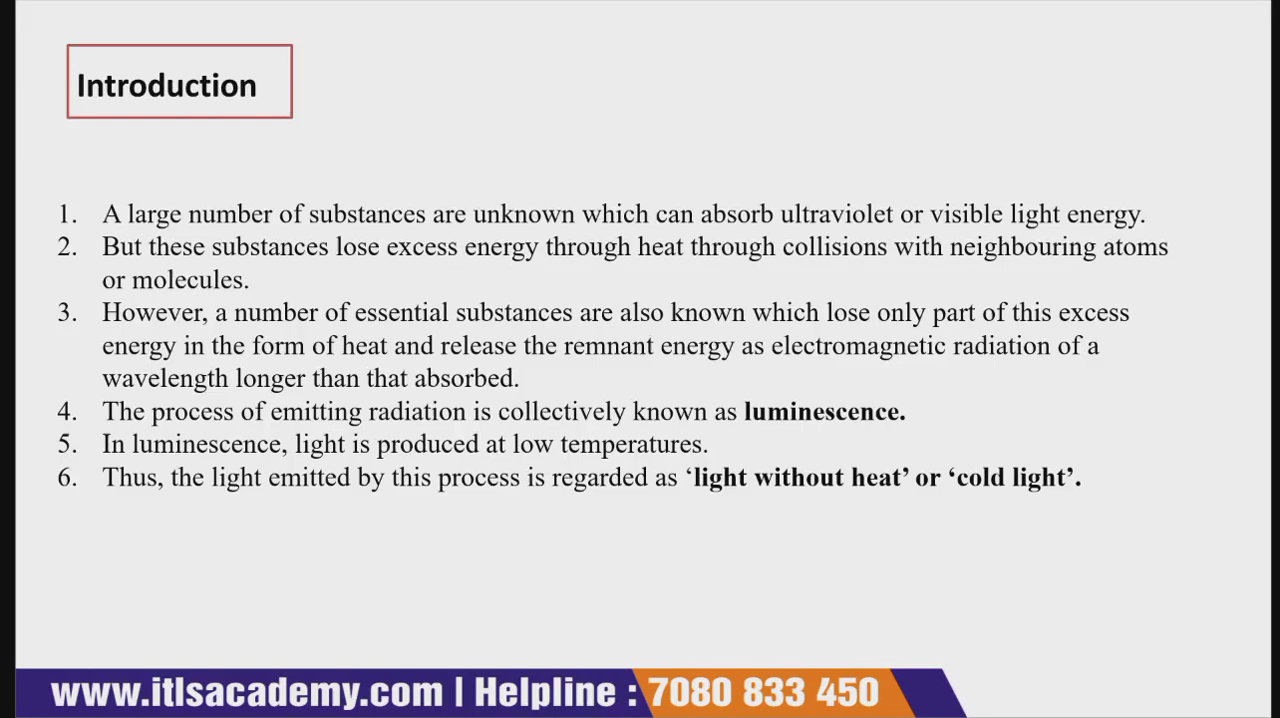 Introduction
1. A large number of substances are unknown which can absorb ultraviolet or visible light energy.
2. But these substances lose excess energy through heat through collisions with neighbouring atoms
or molecules.
3. However, a number of essential substances are also known which lose only part of this excess
energy in the form of heat and release the remnant energy as electromagnetic radiation of a
wavelength longer than that absorbed.
4. The process of emitting radiation is collectively known as luminescence.
5. In luminescence, light is produced at low temperatures.
6. Thus, the light emitted by this process is regarded as ‘light without heat’ or ‘cold light’.
www.itlsacademy.com | Helpline : 7080 833 450